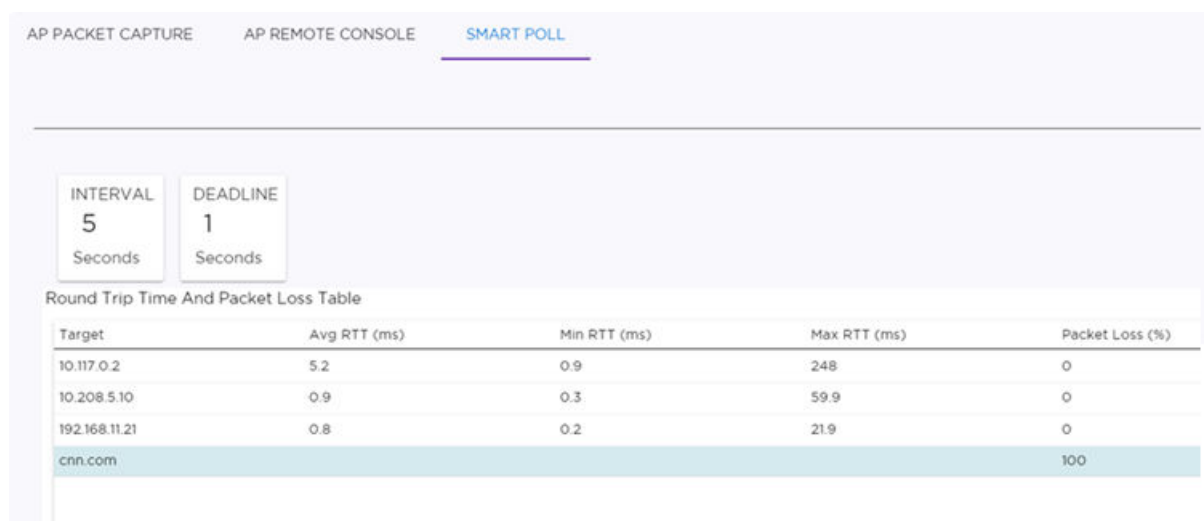 AP PACKET CAPTURE AP REMOTE CONSOLE SMART POLL
INTERVAL DEADLINE
5 1
Seconds Seconds
Round Trip Time And Packet Loss Table
Target Avg RTT (ms) Min RTT (ms) Max RTT (ms) Packet Loss (%)
10.117.0.2 5.2 0.9 248 0
10.208.5.10 0.9 0.3 59.9 0
192.168.11.21 0.8 0.2 21.9 0
cnn.com 100